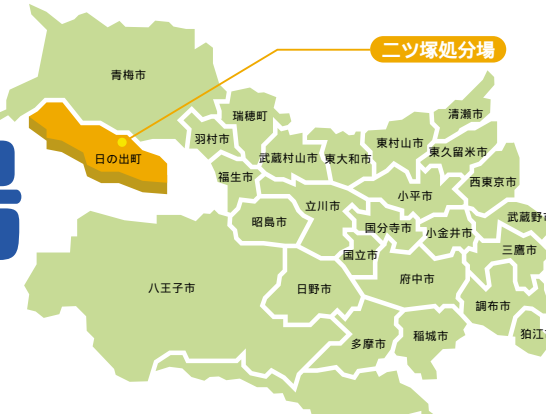 二ツ塚処分場
青梅市
日の出町
瑞穂町
羽村市
福生市
武蔵村山市
東大和市
東村山市
清瀬市
東久留米市
西東京市
小平市
立川市
昭島市
国分寺市
小金井市
武蔵野市
三鷹市
国立市
府中市
八王子市
日野市
調布市
狛江
多摩市
稲城市